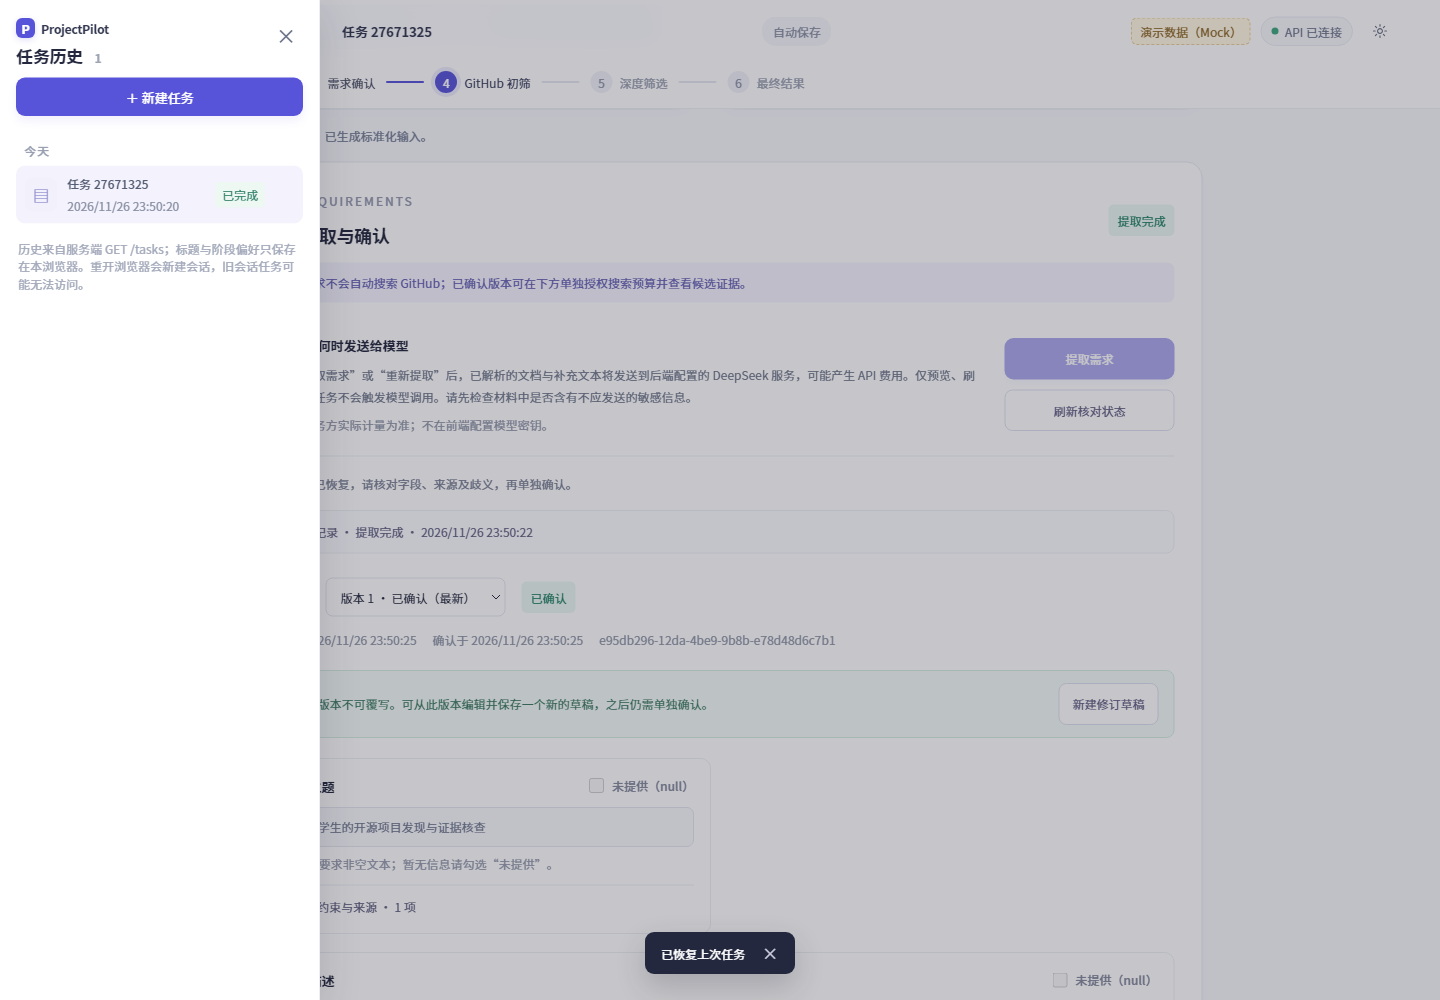 P ProjectPilot
任务历史 1
+ 新建任务
今天
任务 27671325
2026/11/26 23:50:20
已完成
历史来自服务端 GET /tasks；标题与阶段偏好只保存
在本浏览器。重开浏览器会新建会话，旧会话任务可
能无法访问。
任务 27671325
自动保存
演示数据（Mock）
API 已连接
需求确认
4 GitHub 初筛
5 深度筛选
6 最终结果
已生成标准化输入。
QUIREMENTS
取与确认
提取完成
求不会自动搜索 GitHub；已确认版本可在下方单独授权搜索预算并查看候选证据。
何时发送给模型
取需求”或“重新提取”后，已解析的文档与补充文本将发送到后端配置的 DeepSeek 服务，可能产生 API 费用。仅预览、刷
任务不会触发模型调用。请先检查材料中是否含有不应发送的敏感信息。
务方实际计量为准；不在前端配置模型密钥。
提取需求
刷新核对状态
已恢复，请核对字段、来源及歧义，再单独确认。
记录 · 提取完成 · 2026/11/26 23:50:22
版本 1 · 已确认（最新）
已确认
26/11/26 23:50:25 确认于 2026/11/26 23:50:25 e95db296-12da-4be9-9b8b-e78d48d6c7b1
版本不可覆写。可从此版本编辑并保存一个新的草稿，之后仍需单独确认。
新建修订草稿
题
未提供（null）
学生的开源项目发现与证据核查
要求非空文本；暂无信息请勾选“未提供”。
约束与来源 · 1 项
已恢复上次任务
述
未提供（null）